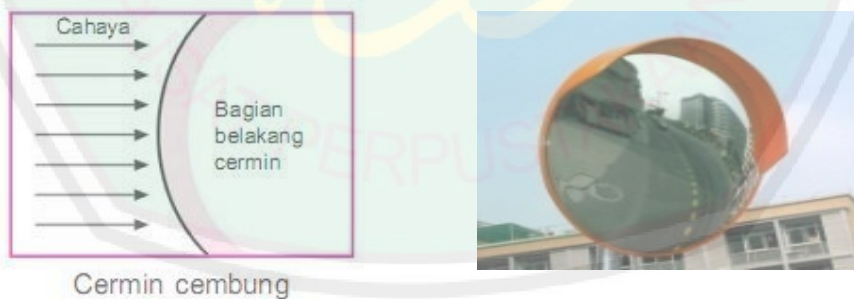 Cahaya
Bagian
belakang
cermin
Cermin cembung